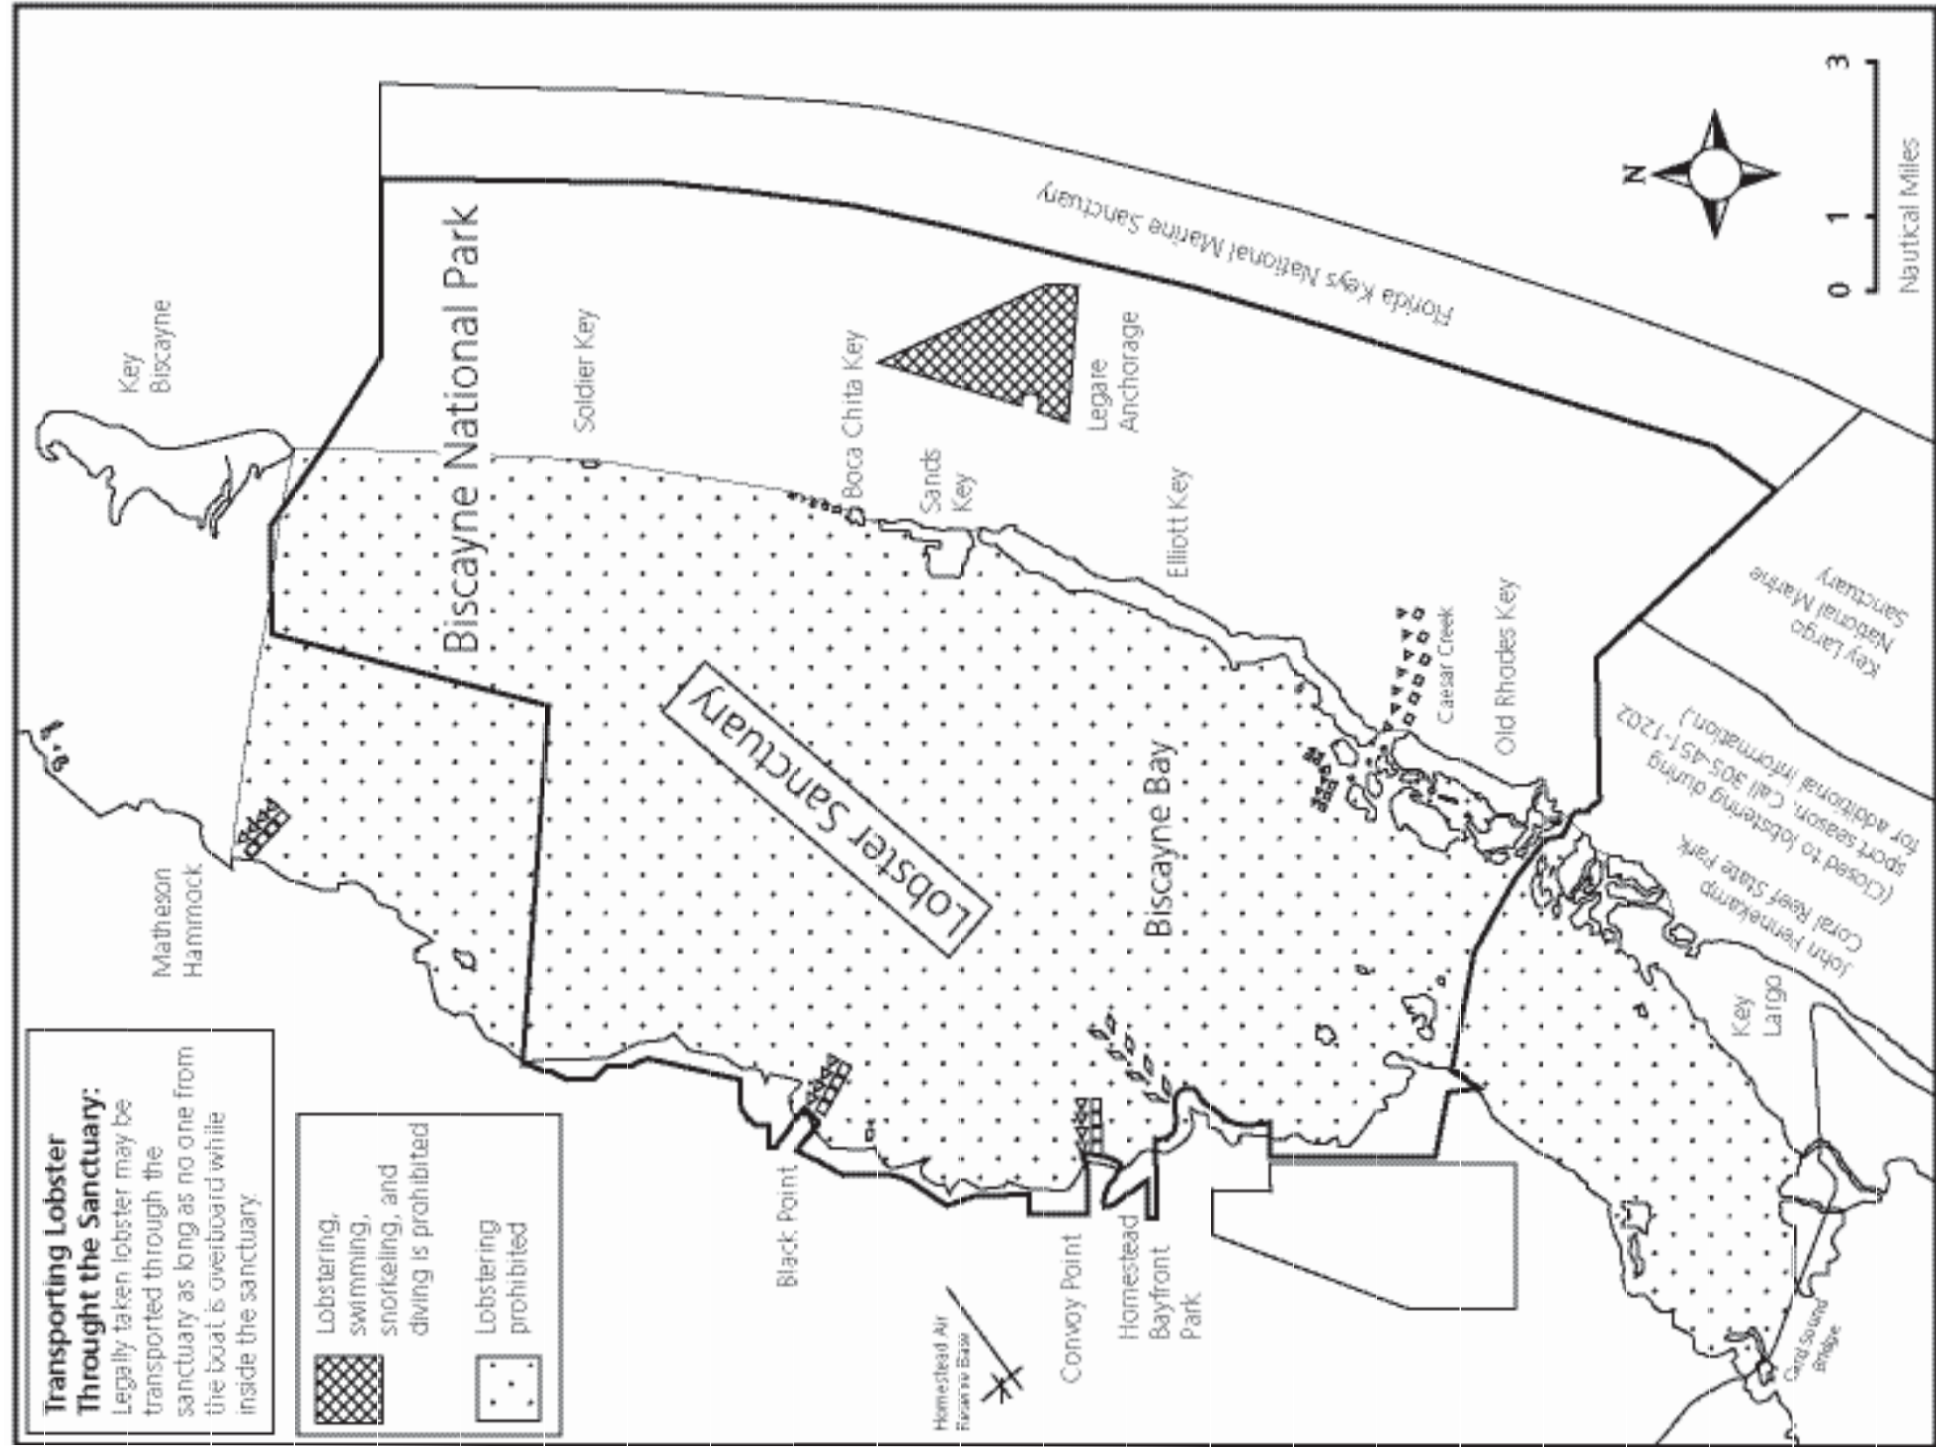 Transporting Lobster
Throught the Sanctuary:
Legally taken lobster may be
transported through the
sanctuary as long as no one from
the boat is overboard while
inside the sanctuary.
Lobstering,
swimming,
snorkeling, and
diving is prohibited
Lobstering
prohibited
Key
Biscayne
Matheson
Hammock
Biscayne National Park
Soldier Key
Boca Chita Key
Sands
Key
Legare
Anchorage
Elliott Key
Florida Keys National Marine Sanctuary
Lobster Sanctuary
Biscayne Bay
Black Point
Convoy Point
Homestead
Bayfront
Park
Homestead Air
Reserve Base
Caesar Creek
Old Rhodes Key
Key Largo
National Marine
Sanctuary
John Pennekamp
Coral Reef State Park
(Closed to lobstering during
sport season. Call 305-451-1202
for additional information.)
Key
Largo
Card Sound
Bridge
N
0 1 3
Nautical Miles